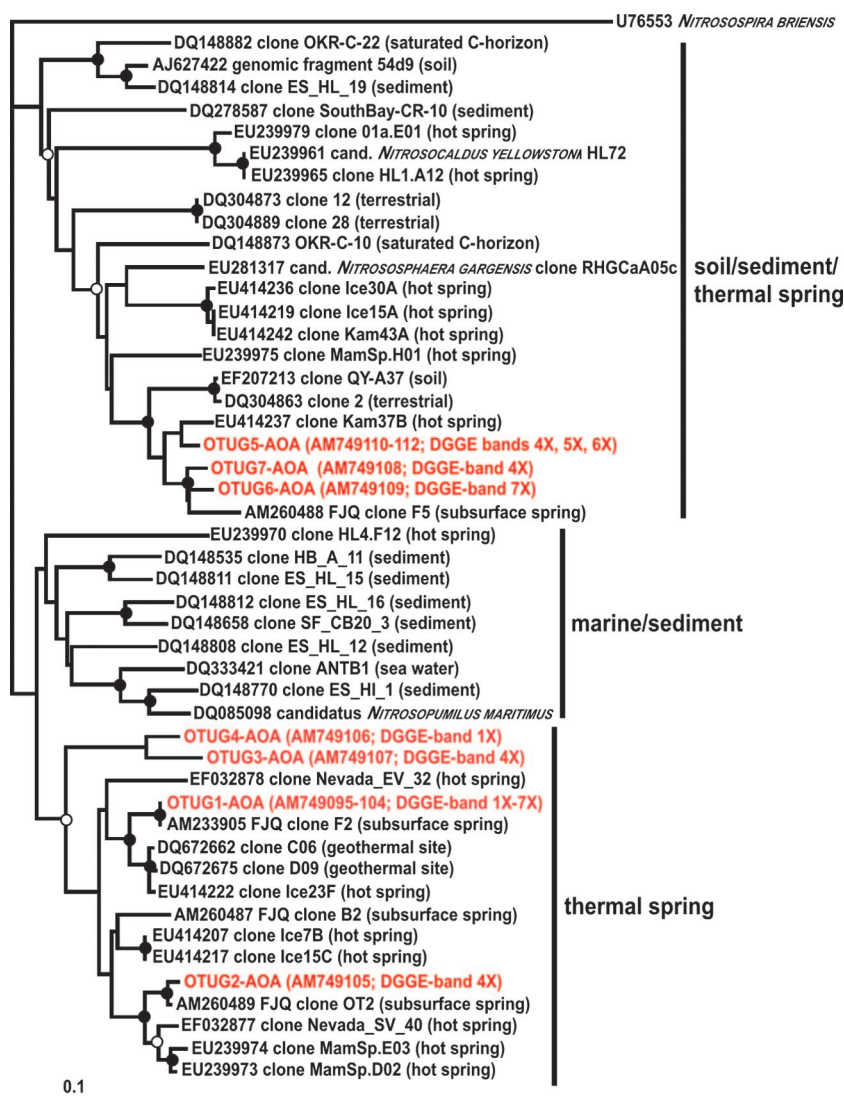 U76553 NITROSOSPIRA BRIENSIS
DQ148882 clone OKR-C-22 (saturated C-horizon)
AJ627422 genomic fragment 54d9 (soil)
DQ148814 clone ES_HL_19 (sediment)
DQ278587 clone SouthBay-CR-10 (sediment)
EU239979 clone 01a.E01 (hot spring)
EU239961 cand. NITROSOCALDUS YELLOWSTONA HL72
EU239965 clone HL1.A12 (hot spring)
DQ304873 clone 12 (terrestrial)
DQ304889 clone 28 (terrestrial)
DQ148873 OKR-C-10 (saturated C-horizon)
EU281317 cand. NITROSOSPHAERA GARGENSIS clone RHGCaA05c
EU414236 clone Ice30A (hot spring)
EU414219 clone Ice15A (hot spring)
EU414242 clone Kam43A (hot spring)
EU239975 clone MamSp.H01 (hot spring)
EF207213 clone QY-A37 (soil)
DQ304863 clone 2 (terrestrial)
EU414237 clone Kam37B (hot spring)
OTUG5-AOA (AM749110-112; DGGE bands 4X, 5X, 6X)
OTUG7-AOA (AM749108; DGGE-band 4X)
OTUG6-AOA (AM749109; DGGE-band 7X)
AM260488 FJQ clone F5 (subsurface spring)
soil/sediment/
thermal spring
EU239970 clone HL4.F12 (hot spring)
DQ148535 clone HB_A_11 (sediment)
DQ148811 clone ES_HL_15 (sediment)
DQ148812 clone ES_HL_16 (sediment)
DQ148658 clone SF_CB20_3 (sediment)
DQ148808 clone ES_HL_12 (sediment)
DQ333421 clone ANTB1 (sea water)
DQ148770 clone ES_HI_1 (sediment)
DQ085098 candidatus NITROSOPUMILUS MARITIMUS
marine/sediment
OTUG4-AOA (AM749106; DGGE-band 1X)
OTUG3-AOA (AM749107; DGGE-band 4X)
EF032878 clone Nevada_EV_32 (hot spring)
OTUG1-AOA (AM749095-104; DGGE-band 1X-7X)
AM233905 FJQ clone F2 (subsurface spring)
DQ672662 clone C06 (geothermal site)
DQ672675 clone D09 (geothermal site)
EU414222 clone Ice23F (hot spring)
AM260487 FJQ clone B2 (subsurface spring)
EU414207 clone Ice7B (hot spring)
EU414217 clone Ice15C (hot spring)
OTUG2-AOA (AM749105; DGGE-band 4X)
AM260489 FJQ clone OT2 (subsurface spring)
EF032877 clone Nevada_SV_40 (hot spring)
EU239974 clone MamSp.E03 (hot spring)
EU239973 clone MamSp.D02 (hot spring)
thermal spring
0.1